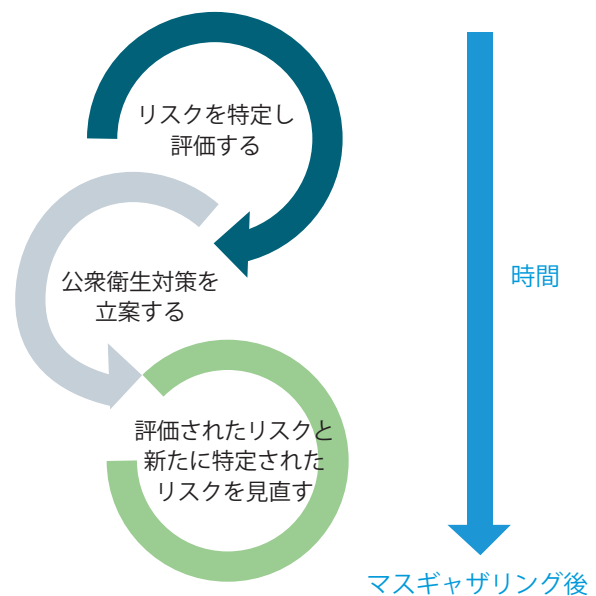 リスクを特定し
評価する
公衆衛生対策を
立案する
時間
評価されたリスクと
新たに特定された
リスクを見直す
マスギャザリング後